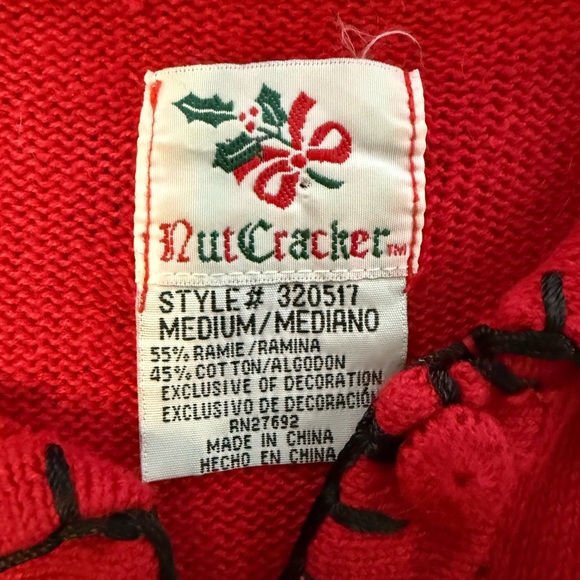 NutCracker™
STYLE# 320517
MEDIUM/MEDIANO
55% RAMIE/RAMINA
45% COTTON/ALGODON
EXCLUSIVE OF DECORATION
EXCLUSIVO DE DECORACIÓN
RN27692
MADE IN CHINA
HECHO EN CHINA